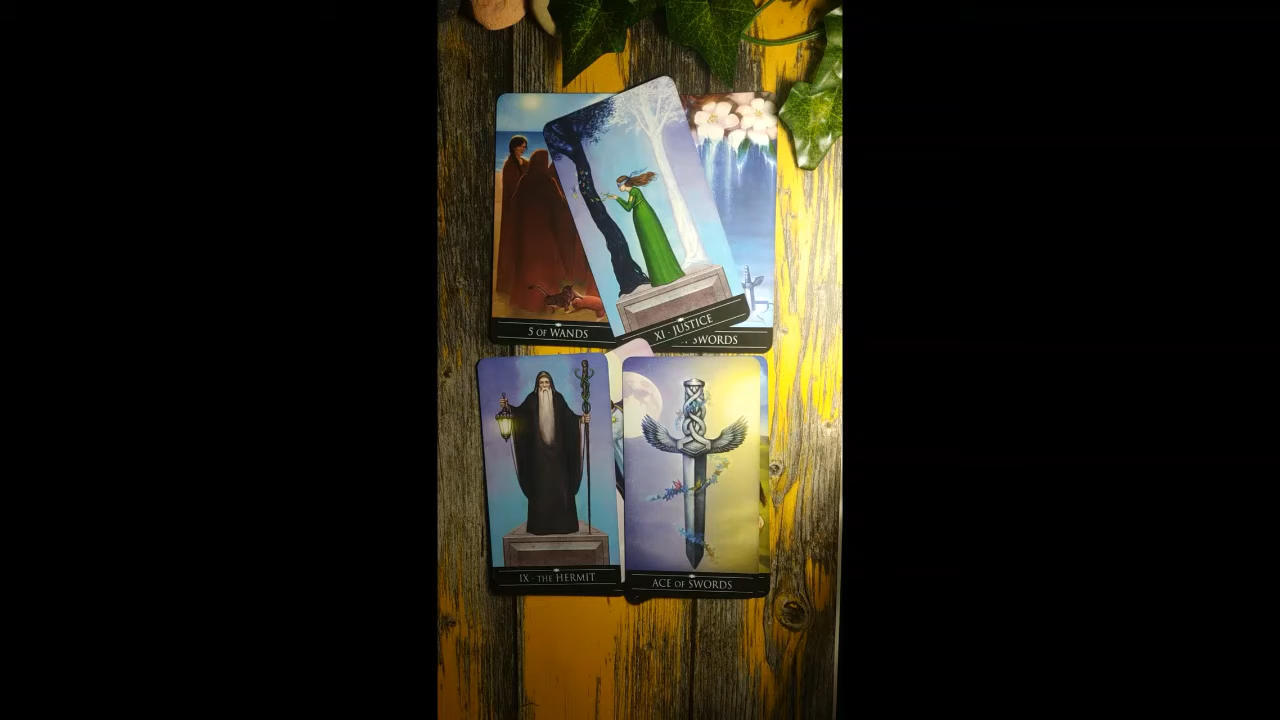 5 OF WANDS
XI · JUSTICE
SWORDS
IX · THE HERMIT
ACE OF SWORDS